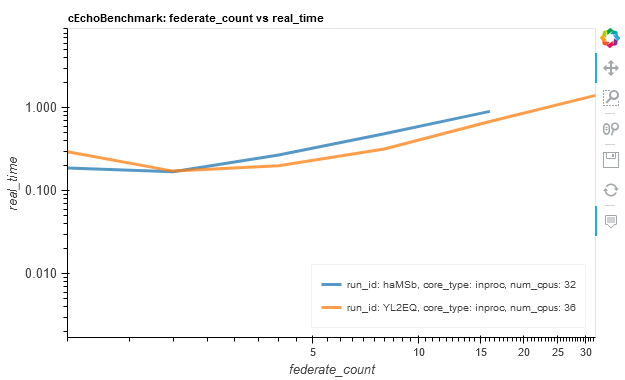 cEchoBenchmark: federate_count vs real_time
1.000
0.100
0.010
real_time
run_id: haMSb, core_type: inproc, num_cpus: 32
run_id: YL2EQ, core_type: inproc, num_cpus: 36
5 10 15 20 25 30
federate_count